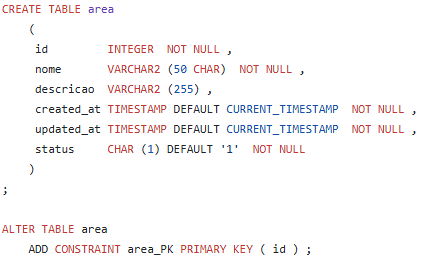 CREATE TABLE area
(
id INTEGER NOT NULL ,
nome VARCHAR2 (50 CHAR) NOT NULL ,
descricao VARCHAR2 (255) ,
created_at TIMESTAMP DEFAULT CURRENT_TIMESTAMP NOT NULL ,
updated_at TIMESTAMP DEFAULT CURRENT_TIMESTAMP NOT NULL ,
status CHAR (1) DEFAULT '1' NOT NULL
)
;
ALTER TABLE area
ADD CONSTRAINT area_PK PRIMARY KEY ( id ) ;